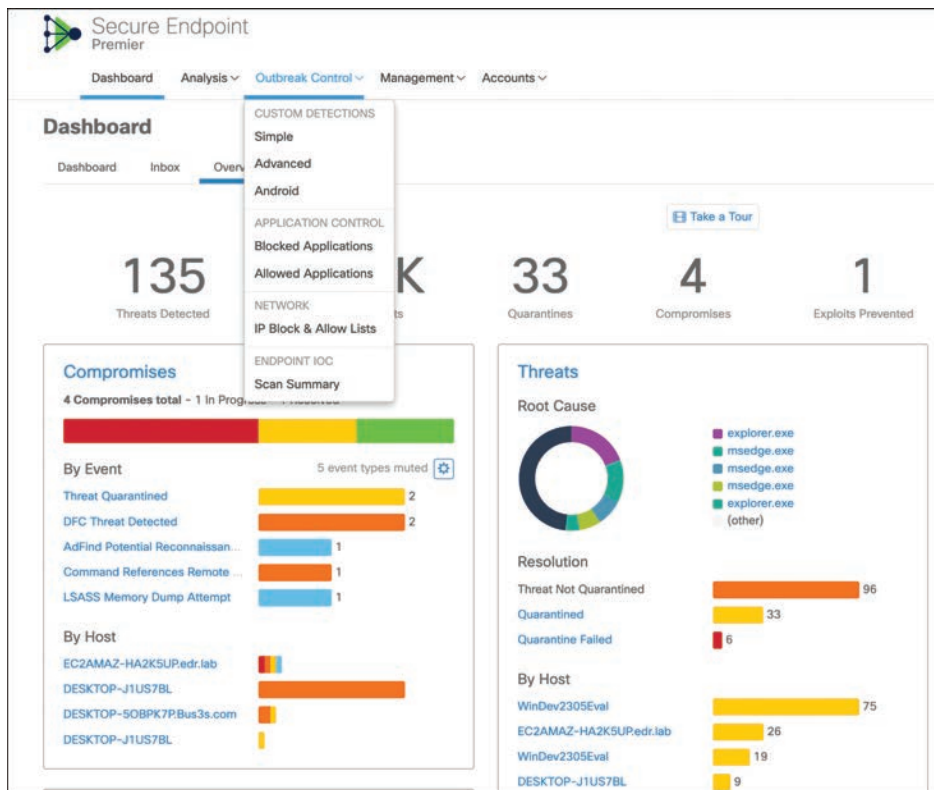 Secure Endpoint
Premier
Dashboard Analysis Outbreak Control Management Accounts
CUSTOM DETECTIONS
Simple
Advanced
Android
APPLICATION CONTROL
Blocked Applications
Allowed Applications
NETWORK
IP Block & Allow Lists
ENDPOINT IOC
Scan Summary
Dashboard
Dashboard Inbox
Take a Tour
135
Threats Detected
K
33
Quarantines
4
Compromises
1
Exploits Prevented
Compromises
4 Compromises total - 1 In
By Event
5 event types muted
Threat Quarantined 2
DFC Threat Detected 2
AdFind Potential Reconnaissan... 1
Command References Remote ... 1
LSASS Memory Dump Attempt 1
By Host
EC2AMAZ-HA2K5UP.edr.lab
DESKTOP-J1US7BL
DESKTOP-5OBPK7P.Bus3s.com
DESKTOP-J1US7BL
Threats
Root Cause
explorer.exe
msedge.exe
msedge.exe
msedge.exe
explorer.exe
(other)
Resolution
Threat Not Quarantined 96
Quarantined 33
Quarantine Failed 6
By Host
WinDev2305Eval 75
EC2AMAZ-HA2K5UP.edr.lab 26
WinDev2305Eval 19
DESKTOP-J1US7BL 9